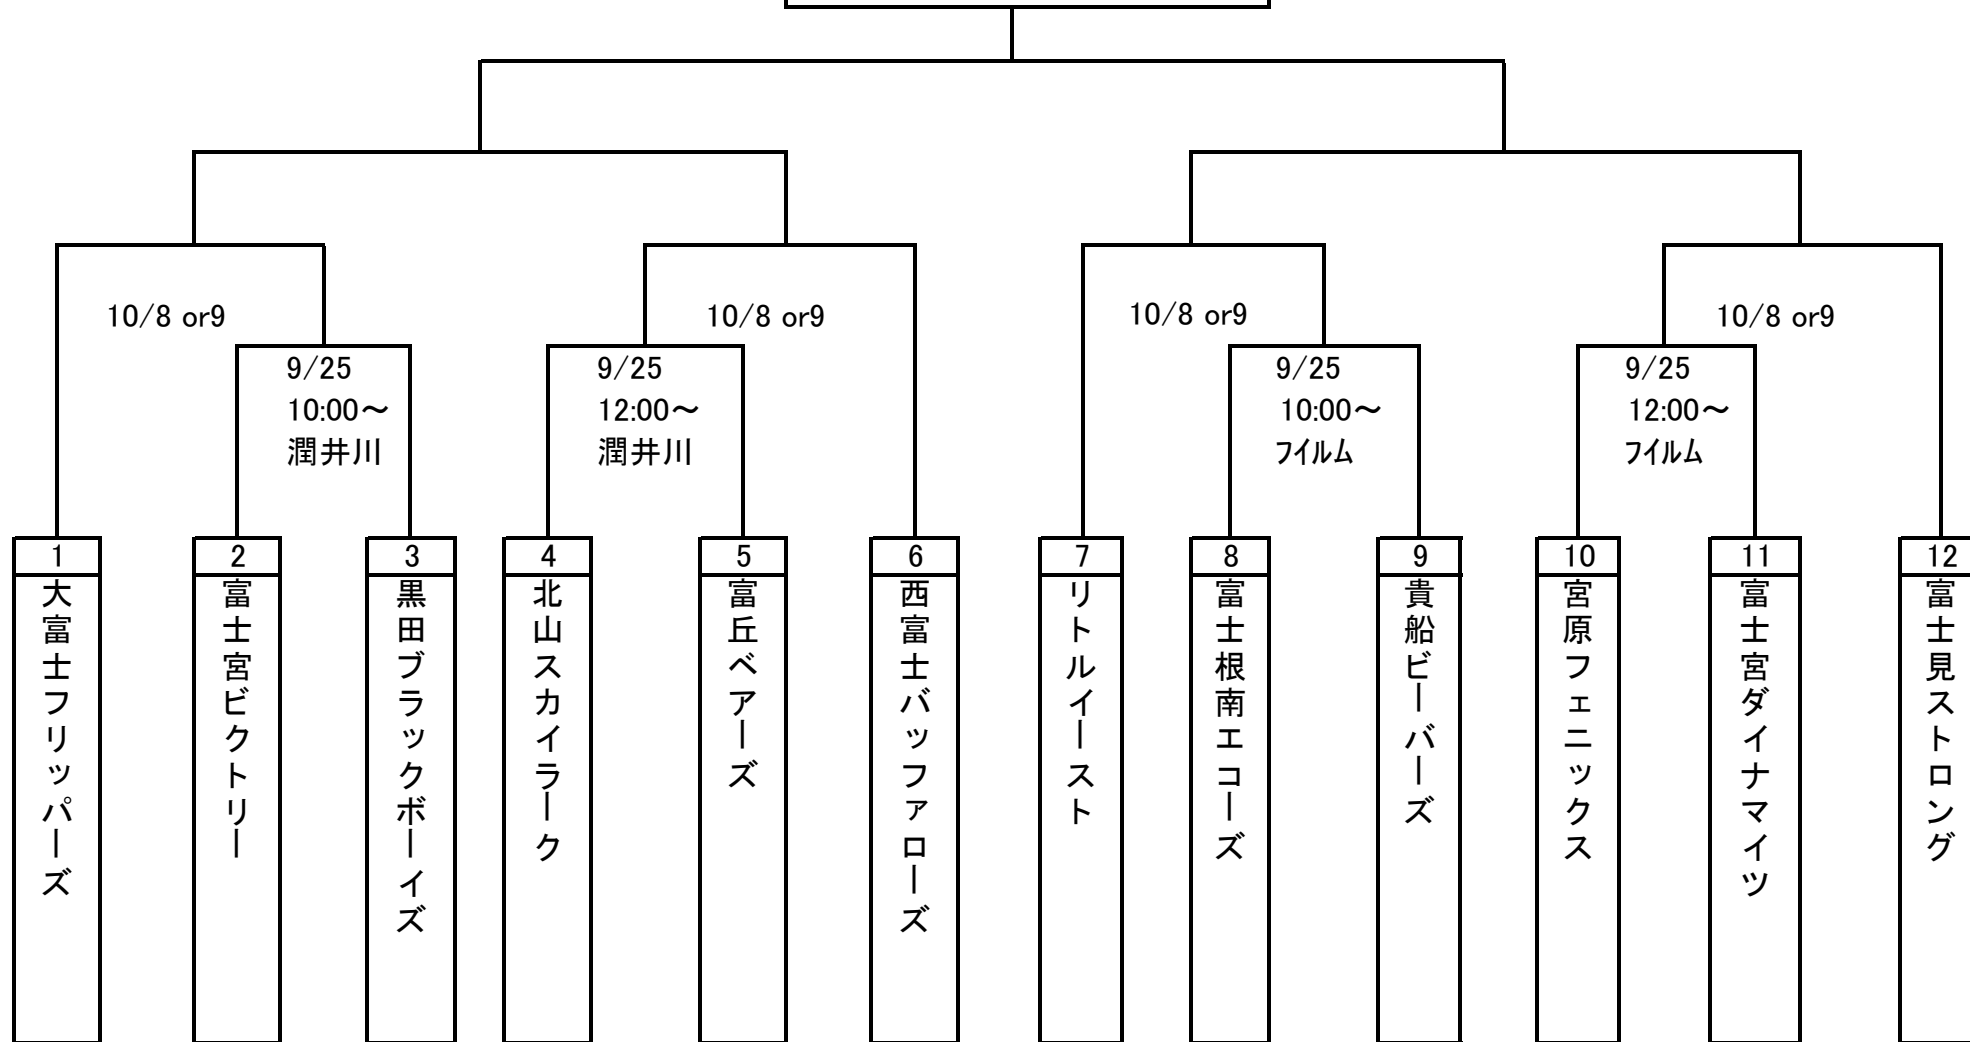 10/8 or9
10/8 or9
10/8 or9
10/8 or9
9/25
10:00～
潤井川
9/25
12:00～
潤井川
9/25
10:00～
フイルム
9/25
12:00～
フイルム
1
大富士フリッパーズ
2
富士宮ビクトリー
3
黒田ブラックボーイズ
4
北山スカイラーク
5
富丘ベアーズ
6
西富士バッファローズ
7
リトルイースト
8
富士根南エコーズ
9
貴船ビーバーズ
10
宮原フェニックス
11
富士宮ダイナマイツ
12
富士見ストロング